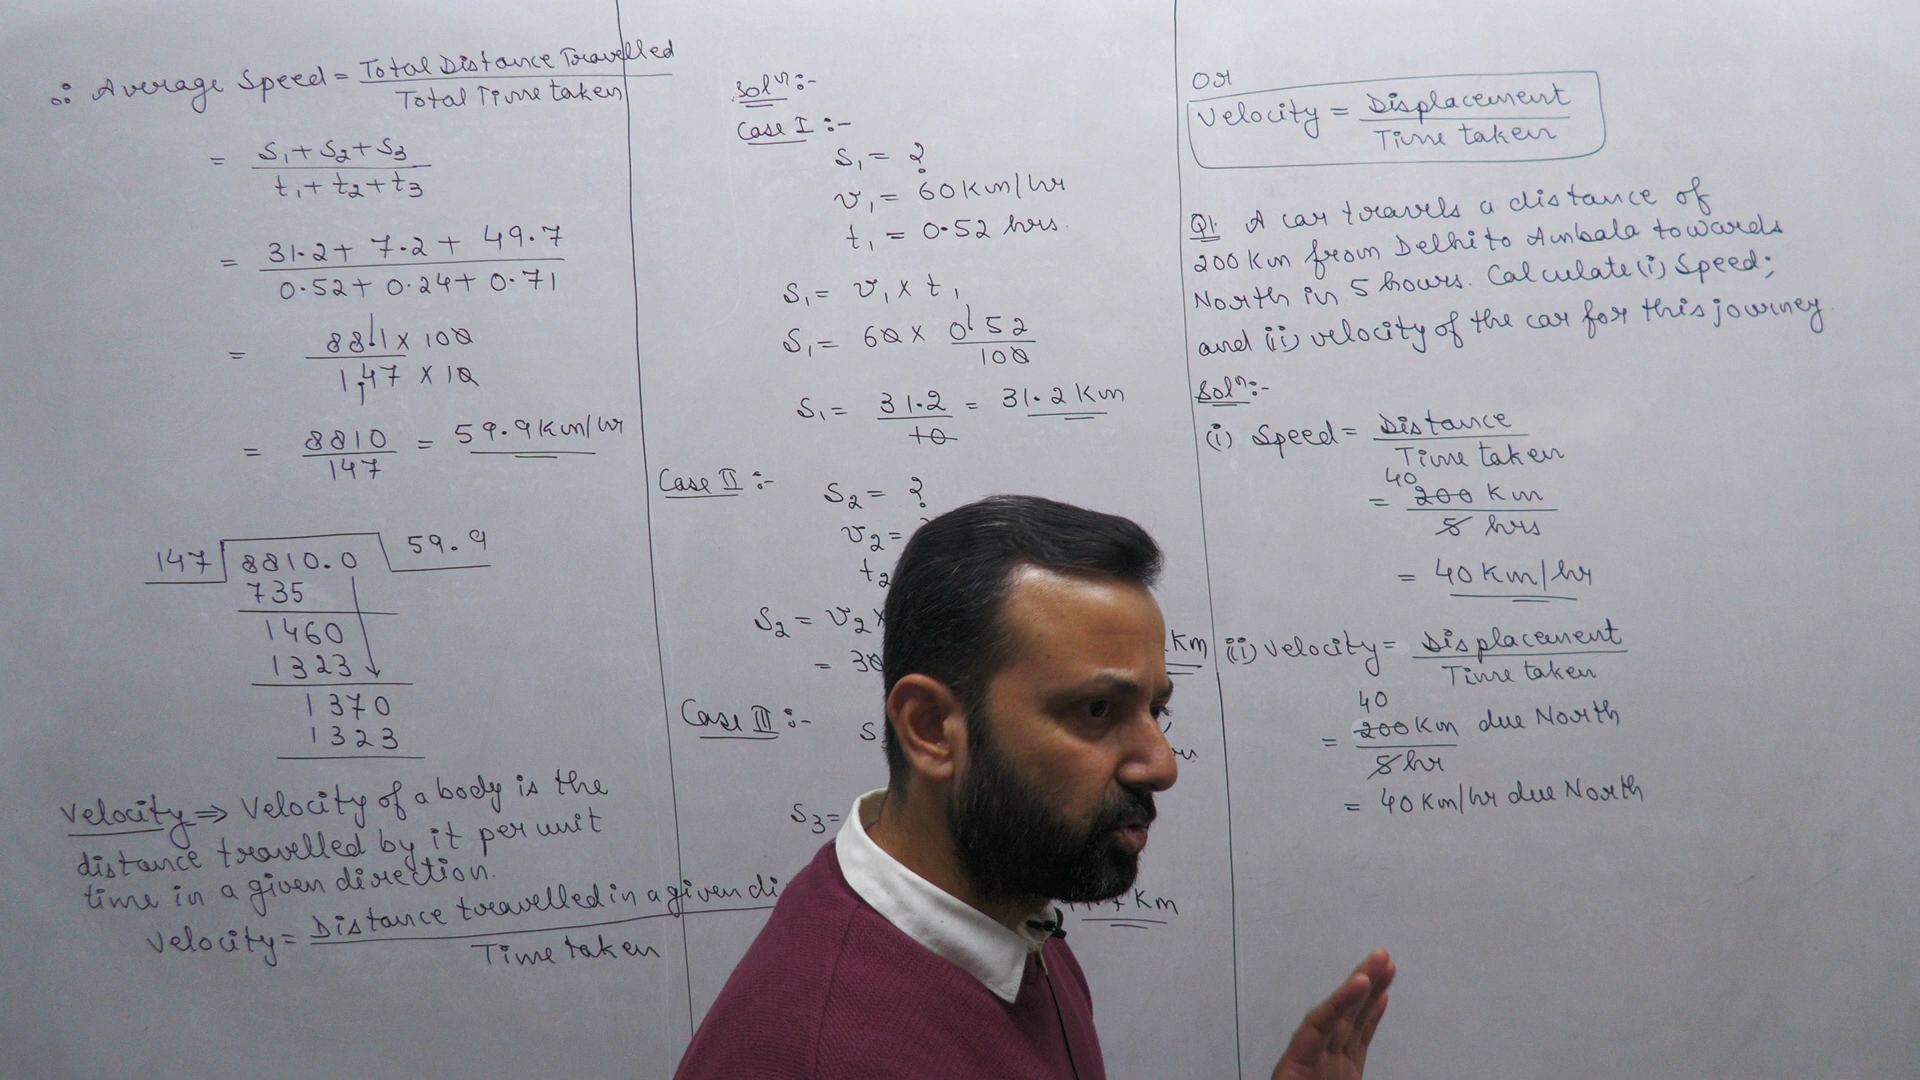 ∴ Average Speed = Total Distance Travelled
Total Time taken
= S₁ + S₂ + S₃
t₁ + t₂ + t₃
= 31.2 + 7.2 + 49.7
0.52 + 0.24 + 0.71
= 88.1 × 100
1.47 × 10
= 8810 = 59.9 Km/hr
147
147 8810.0 59.9
735
1460
1323
1370
1323
Velocity ⇒ Velocity of a body is the
distance travelled by it per unit
time in a given direction.
Velocity = Distance travelled in a given di
Time taken
Solⁿ:-
Case I :-
S₁ = ?
v₁ = 60 Km/hr
t₁ = 0.52 hrs.
S₁ = v₁ × t₁
S₁ = 60 × 0.52
100
S₁ = 31.2 = 31.2 Km
10
Case II :-
S₂ = ?
v₂ =
t₂
S₂ = v₂ ×
= 30 Km
Case III :-
S
S₃ =
Km
Or
Velocity = Displacement
Time taken
Q1. A car travels a distance of
200 Km from Delhi to Ambala towards
North in 5 hours. Calculate (i) Speed;
and (ii) velocity of the car for this journey.
Solⁿ:-
(i) Speed = Distance
Time taken
40
= 200 Km
5 hrs
= 40 Km/hr
(ii) Velocity = Displacement
Time taken
40
= 200 Km due North
5 hr
= 40 Km/hr due North